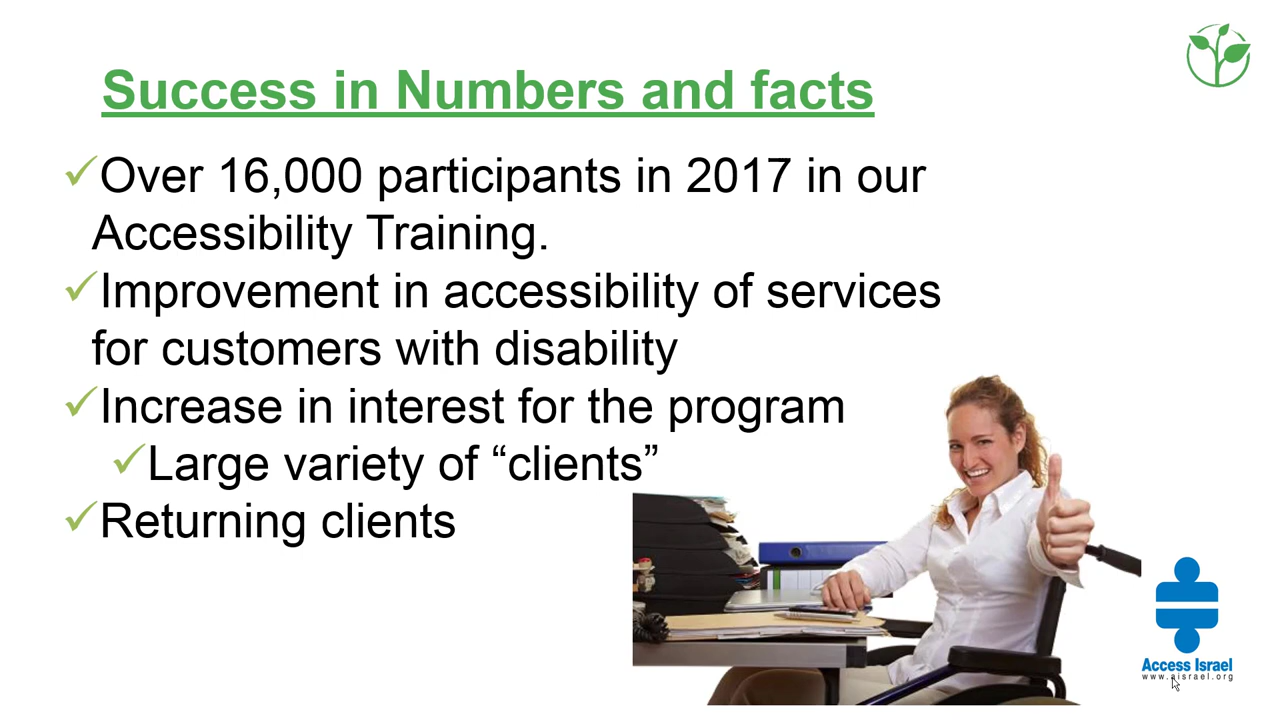 Success in Numbers and facts
Over 16,000 participants in 2017 in our
Accessibility Training.
Improvement in accessibility of services
for customers with disability
Increase in interest for the program
Large variety of “clients”
Returning clients
Access Israel
www.aisrael.org